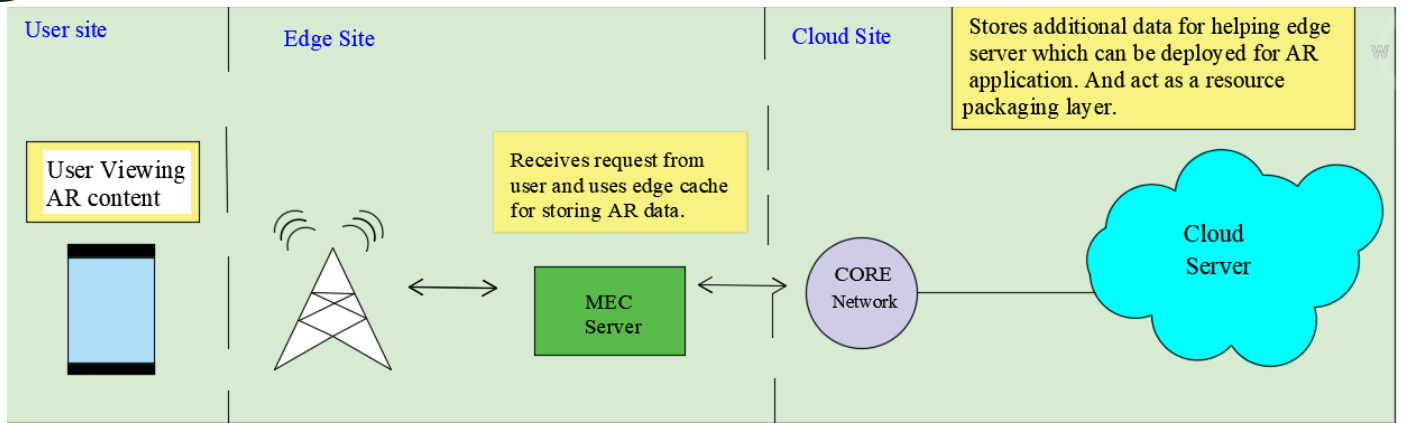 User site
Edge Site
Cloud Site
Stores additional data for helping edge
server which can be deployed for AR
application. And act as a resource
packaging layer.
W
User Viewing
AR content
Receives request from
user and uses edge cache
for storing AR data.
MEC
Server
CORE
Network
Cloud
Server